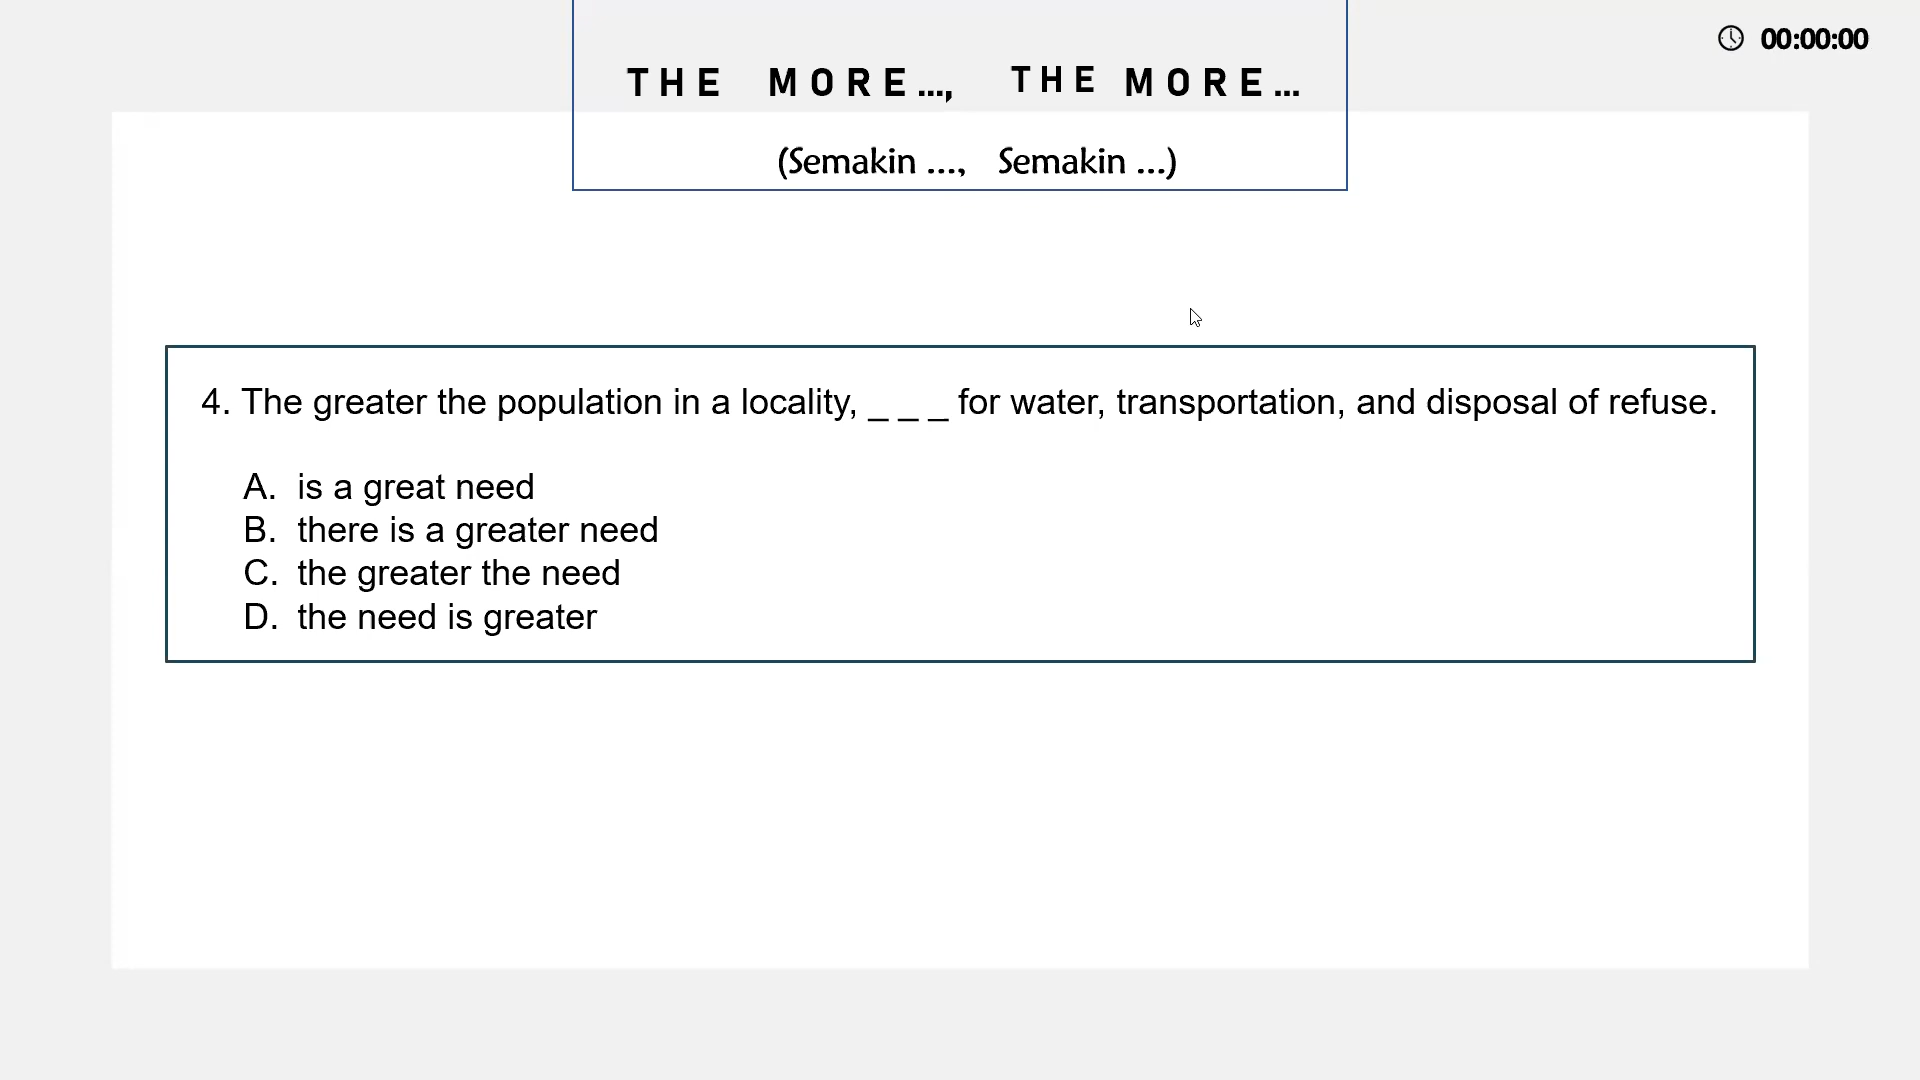 00:00:00
THE MORE..., THE MORE...
(Semakin ..., Semakin ...)
4. The greater the population in a locality, _ _ _ for water, transportation, and disposal of refuse.
A. is a great need
B. there is a greater need
C. the greater the need
D. the need is greater